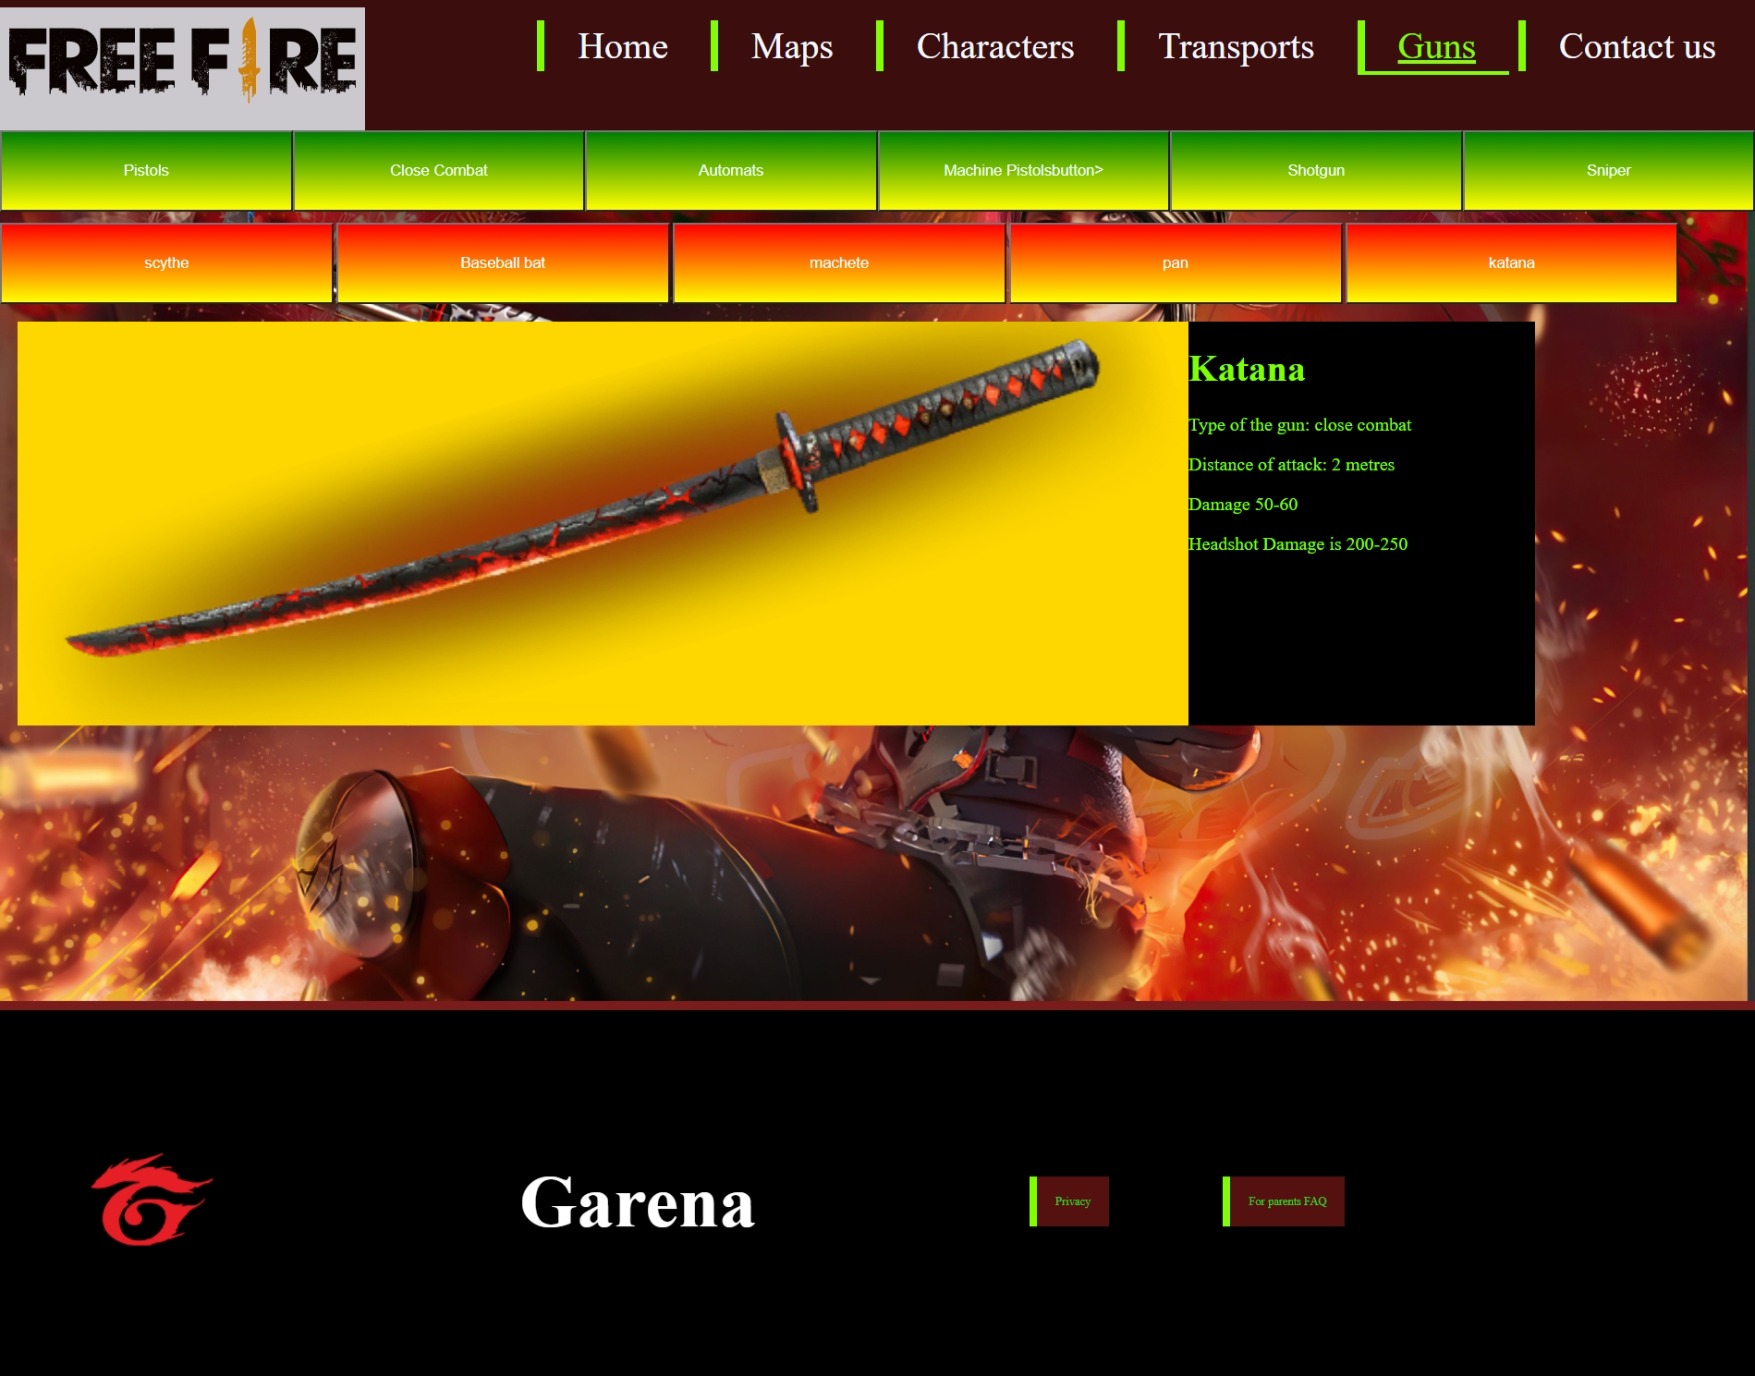 FREE FIRE
Home Maps Characters Transports Guns Contact us
Pistols Close Combat Automats Machine Pistolsbutton> Shotgun Sniper
scythe Baseball bat machete pan katana
Katana
Type of the gun: close combat
Distance of attack: 2 metres
Damage 50-60
Headshot Damage is 200-250
Garena Privacy For parents FAQ